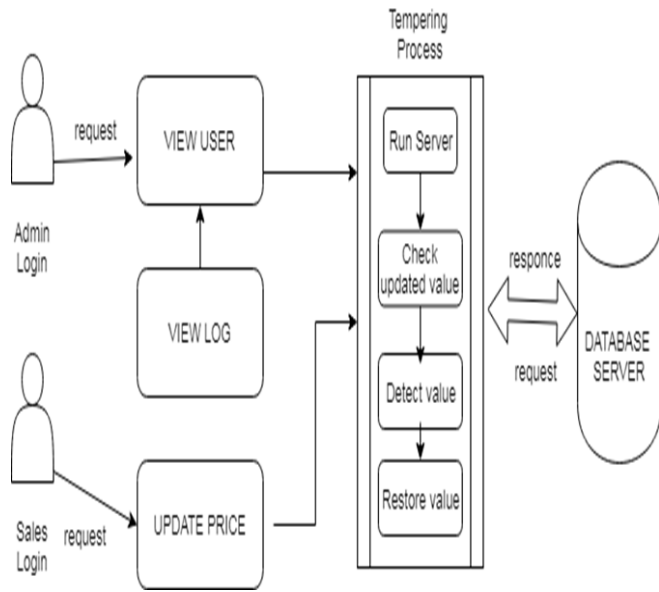 Tempering
Process
request
VIEW USER
Run Server
Admin
Login
Check
updated value
responce
VIEW LOG
request
DATABASE
SERVER
Detect value
Sales
Login
request
UPDATE PRICE
Restore value